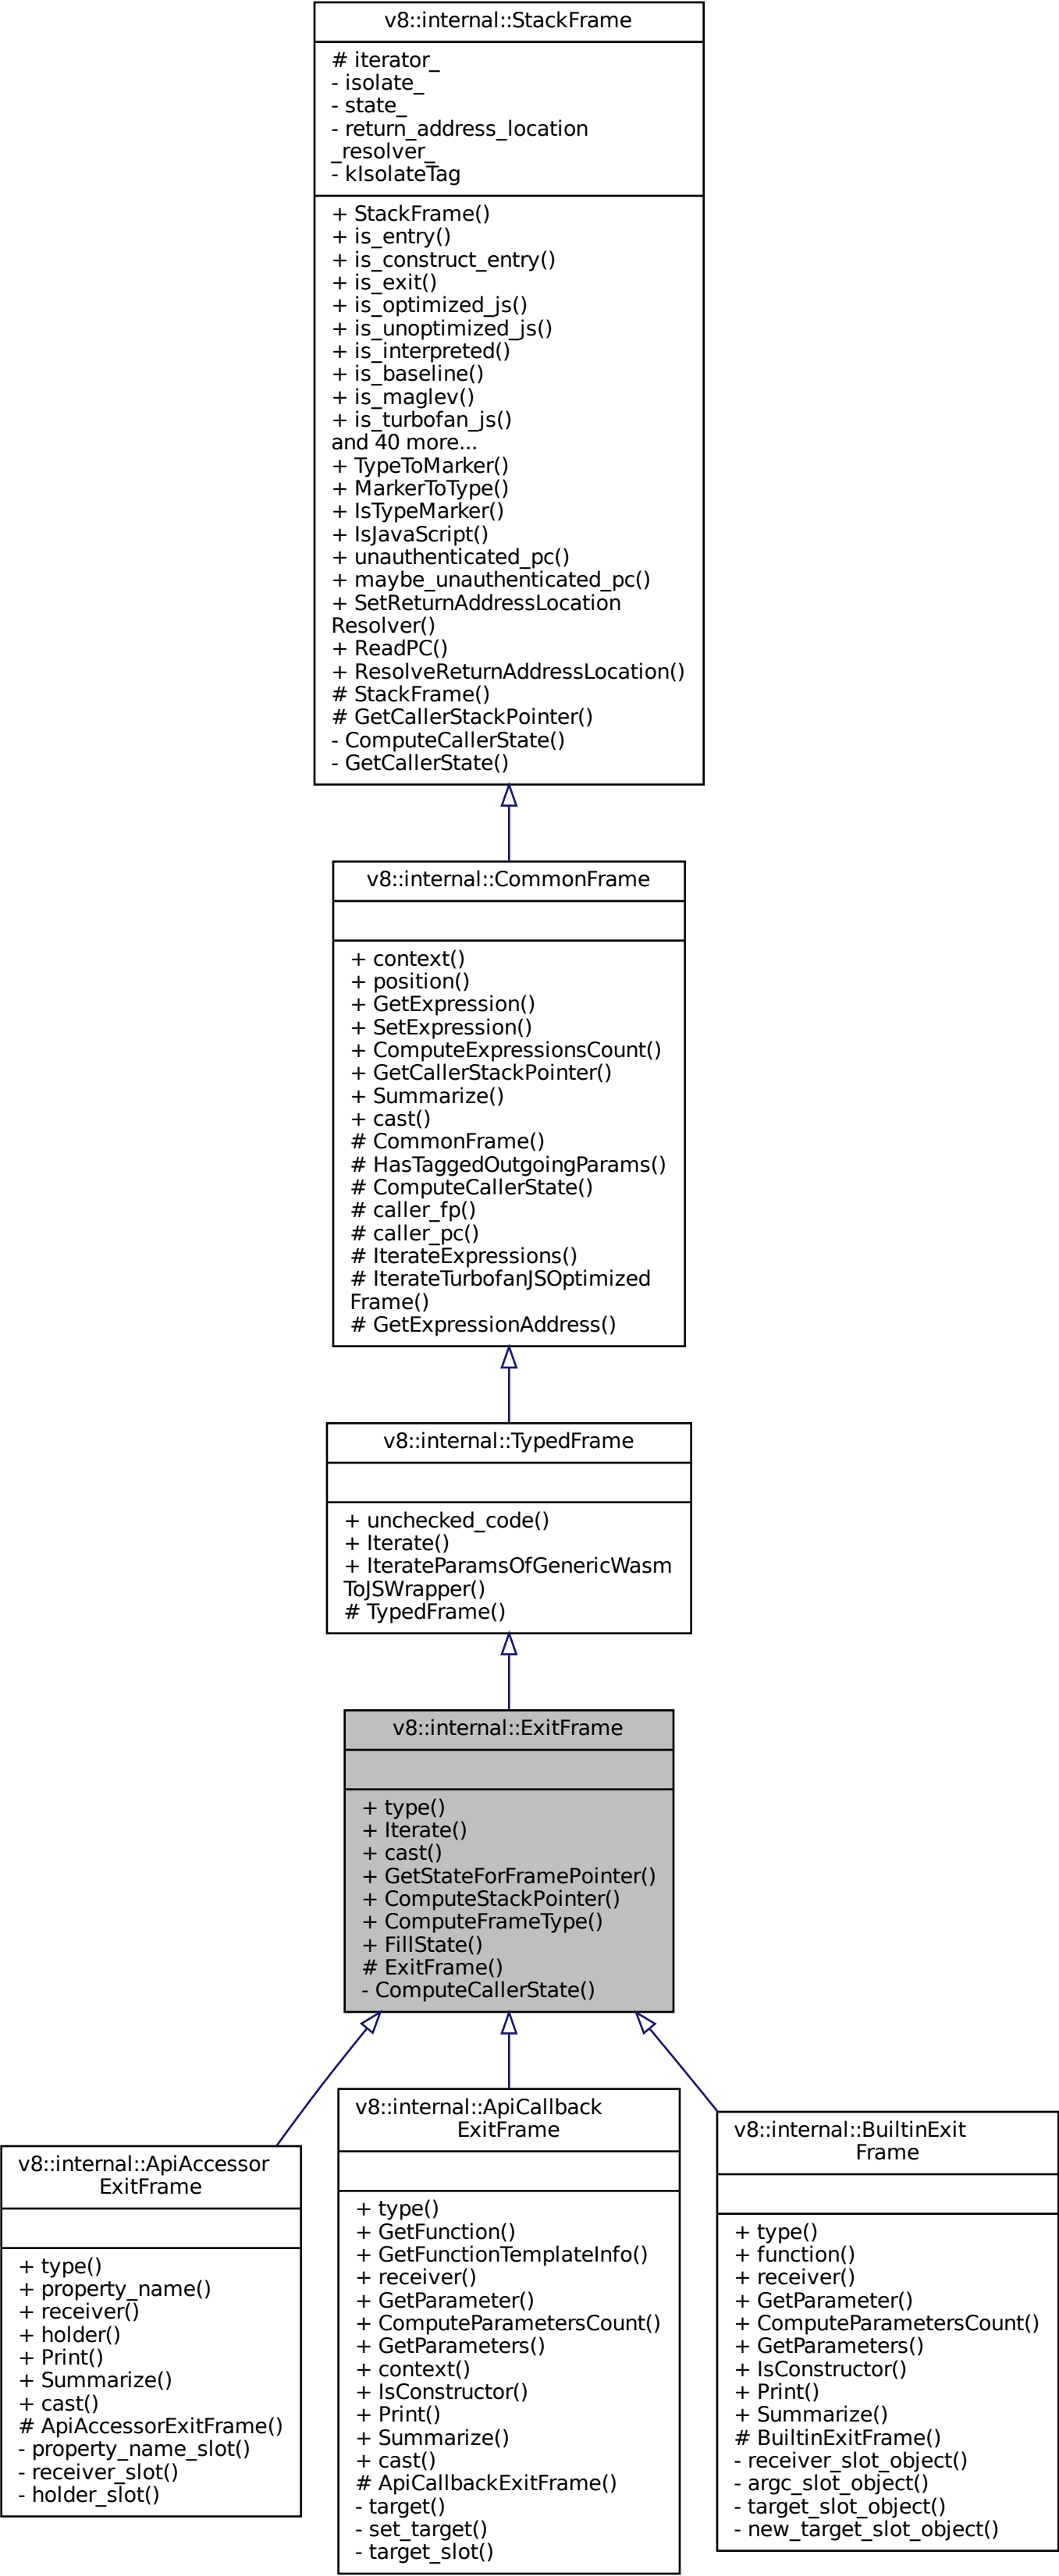 v8::internal::StackFrame
# iterator_
- isolate_
- state_
- return_address_location
_resolver_
- kIsolateTag
+ StackFrame()
+ is_entry()
+ is_construct_entry()
+ is_exit()
+ is_optimized_js()
+ is_unoptimized_js()
+ is_interpreted()
+ is_baseline()
+ is_maglev()
+ is_turbofan_js()
and 40 more...
+ TypeToMarker()
+ MarkerToType()
+ IsTypeMarker()
+ IsJavaScript()
+ unauthenticated_pc()
+ maybe_unauthenticated_pc()
+ SetReturnAddressLocation
Resolver()
+ ReadPC()
+ ResolveReturnAddressLocation()
# StackFrame()
# GetCallerStackPointer()
- ComputeCallerState()
- GetCallerState()
v8::internal::CommonFrame
+ context()
+ position()
+ GetExpression()
+ SetExpression()
+ ComputeExpressionsCount()
+ GetCallerStackPointer()
+ Summarize()
+ cast()
# CommonFrame()
# HasTaggedOutgoingParams()
# ComputeCallerState()
# caller_fp()
# caller_pc()
# IterateExpressions()
# IterateTurbofanJSOptimized
Frame()
# GetExpressionAddress()
v8::internal::TypedFrame
+ unchecked_code()
+ Iterate()
+ IterateParamsOfGenericWasm
ToJSWrapper()
# TypedFrame()
v8::internal::ExitFrame
+ type()
+ Iterate()
+ cast()
+ GetStateForFramePointer()
+ ComputeStackPointer()
+ ComputeFrameType()
+ FillState()
# ExitFrame()
- ComputeCallerState()
v8::internal::ApiAccessor
ExitFrame
+ type()
+ property_name()
+ receiver()
+ holder()
+ Print()
+ Summarize()
+ cast()
# ApiAccessorExitFrame()
- property_name_slot()
- receiver_slot()
- holder_slot()
v8::internal::ApiCallback
ExitFrame
+ type()
+ GetFunction()
+ GetFunctionTemplateInfo()
+ receiver()
+ GetParameter()
+ ComputeParametersCount()
+ GetParameters()
+ context()
+ IsConstructor()
+ Print()
+ Summarize()
+ cast()
# ApiCallbackExitFrame()
- target()
- set_target()
- target_slot()
v8::internal::BuiltinExit
Frame
+ type()
+ function()
+ receiver()
+ GetParameter()
+ ComputeParametersCount()
+ GetParameters()
+ IsConstructor()
+ Print()
+ Summarize()
# BuiltinExitFrame()
- receiver_slot_object()
- argc_slot_object()
- target_slot_object()
- new_target_slot_object()